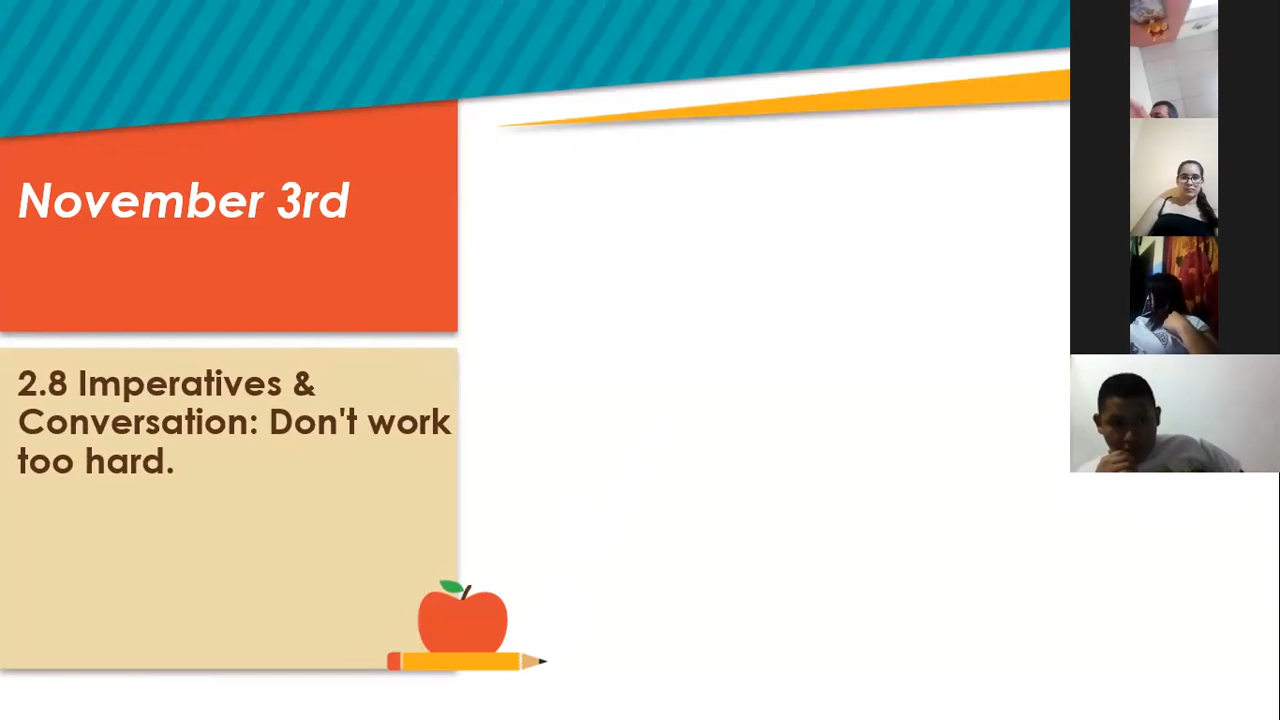 November 3rd
2.8 Imperatives &
Conversation: Don't work
too hard.